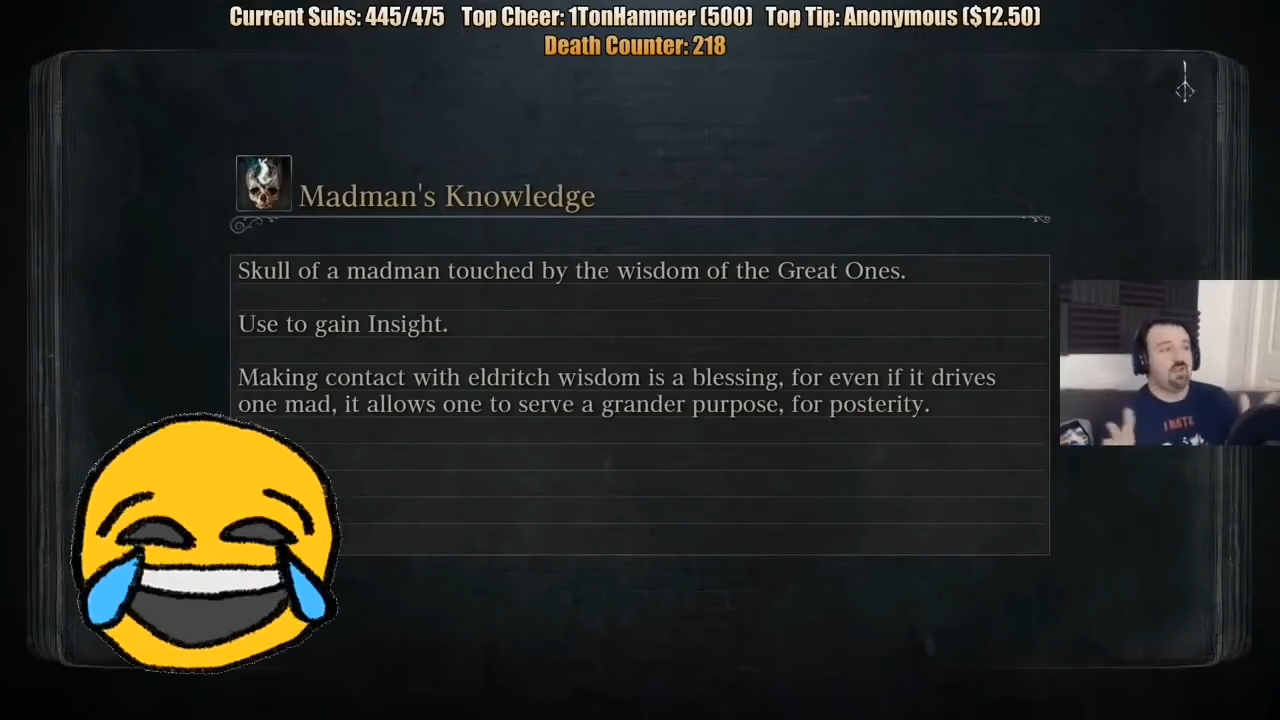 Current Subs: 445/475 Top Cheer: 1TonHammer (500) Top Tip: Anonymous ($12.50)
Death Counter: 218
Madman's Knowledge
Skull of a madman touched by the wisdom of the Great Ones.
Use to gain Insight.
Making contact with eldritch wisdom is a blessing, for even if it drives
one mad, it allows one to serve a grander purpose, for posterity.
I HATE